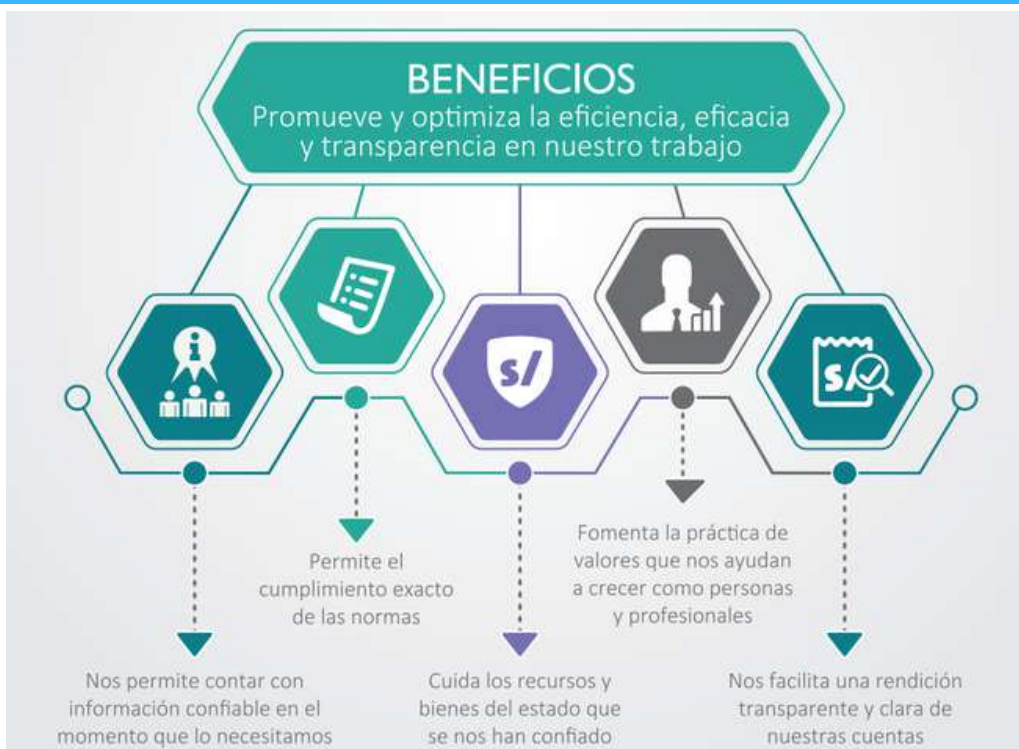 BENEFICIOS
Promueve y optimiza la eficiencia, eficacia
y transparencia en nuestro trabajo
i
s/
s/
Permite el
cumplimiento exacto
de las normas
Fomenta la práctica de
valores que nos ayudan
a crecer como personas
y profesionales
Nos permite contar con
información confiable en el
momento que lo necesitamos
Cuida los recursos y
bienes del estado que
se nos han confiado
Nos facilita una rendición
transparente y clara de
nuestras cuentas